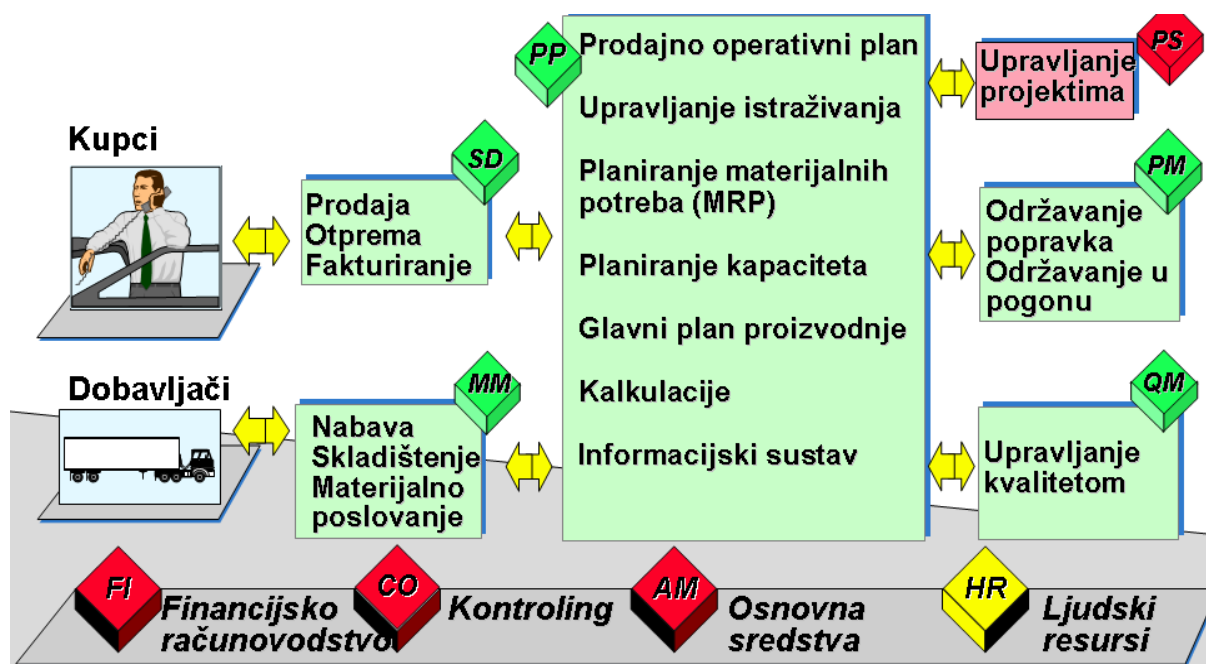 Kupci
SD
Prodaja
Otprema
Fakturiranje
Dobavljači
MM
Nabava
Skladištenje
Materijalno
poslovanje
PP
Prodajno operativni plan
Upravljanje istraživanja
Planiranje materijalnih
potreba (MRP)
Planiranje kapaciteta
Glavni plan proizvodnje
Kalkulacije
Informacijski sustav
PS
Upravljanje
projektima
PM
Održavanje
popravka
Održavanje u
pogonu
QM
Upravljanje
kvalitetom
FI
Financijsko
računovodstvo
CO
Kontroling
AM
Osnovna
sredstva
HR
Ljudski
resursi